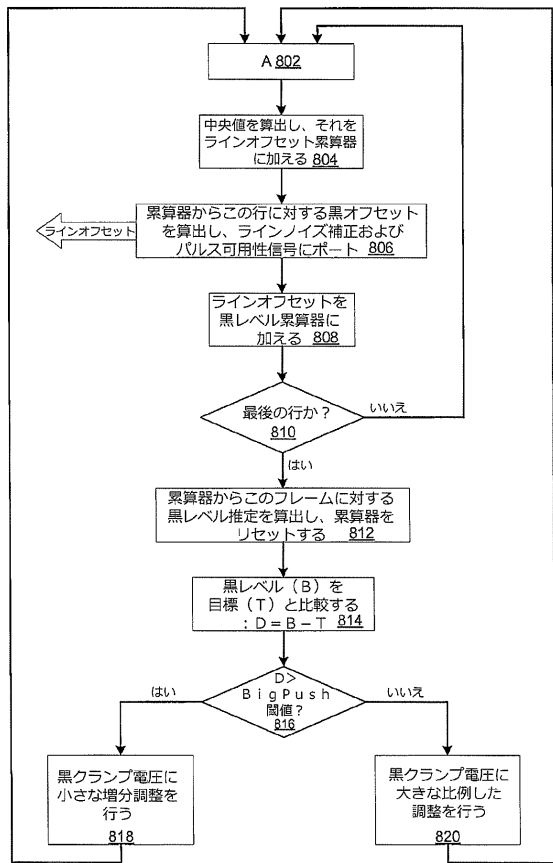 A 802
中央値を算出し、それを
ラインオフセット累算器
に加える 804
累算器からこの行に対する黒オフセット
を算出し、ラインノイズ補正および
パルス可用性信号にポート 806
ラインオフセット
ラインオフセットを
黒レベル累算器に
加える 808
最後の行か？
810
いいえ
はい
累算器からこのフレームに対する
黒レベル推定を算出し、累算器を
リセットする 812
黒レベル（B）を
目標（T）と比較する
：D＝B－T 814
D＞
BigPush
閾値？
816
はい
いいえ
黒クランプ電圧に
小さな増分調整を
行う 818
黒クランプ電圧に
大きな比例した
調整を行う
820